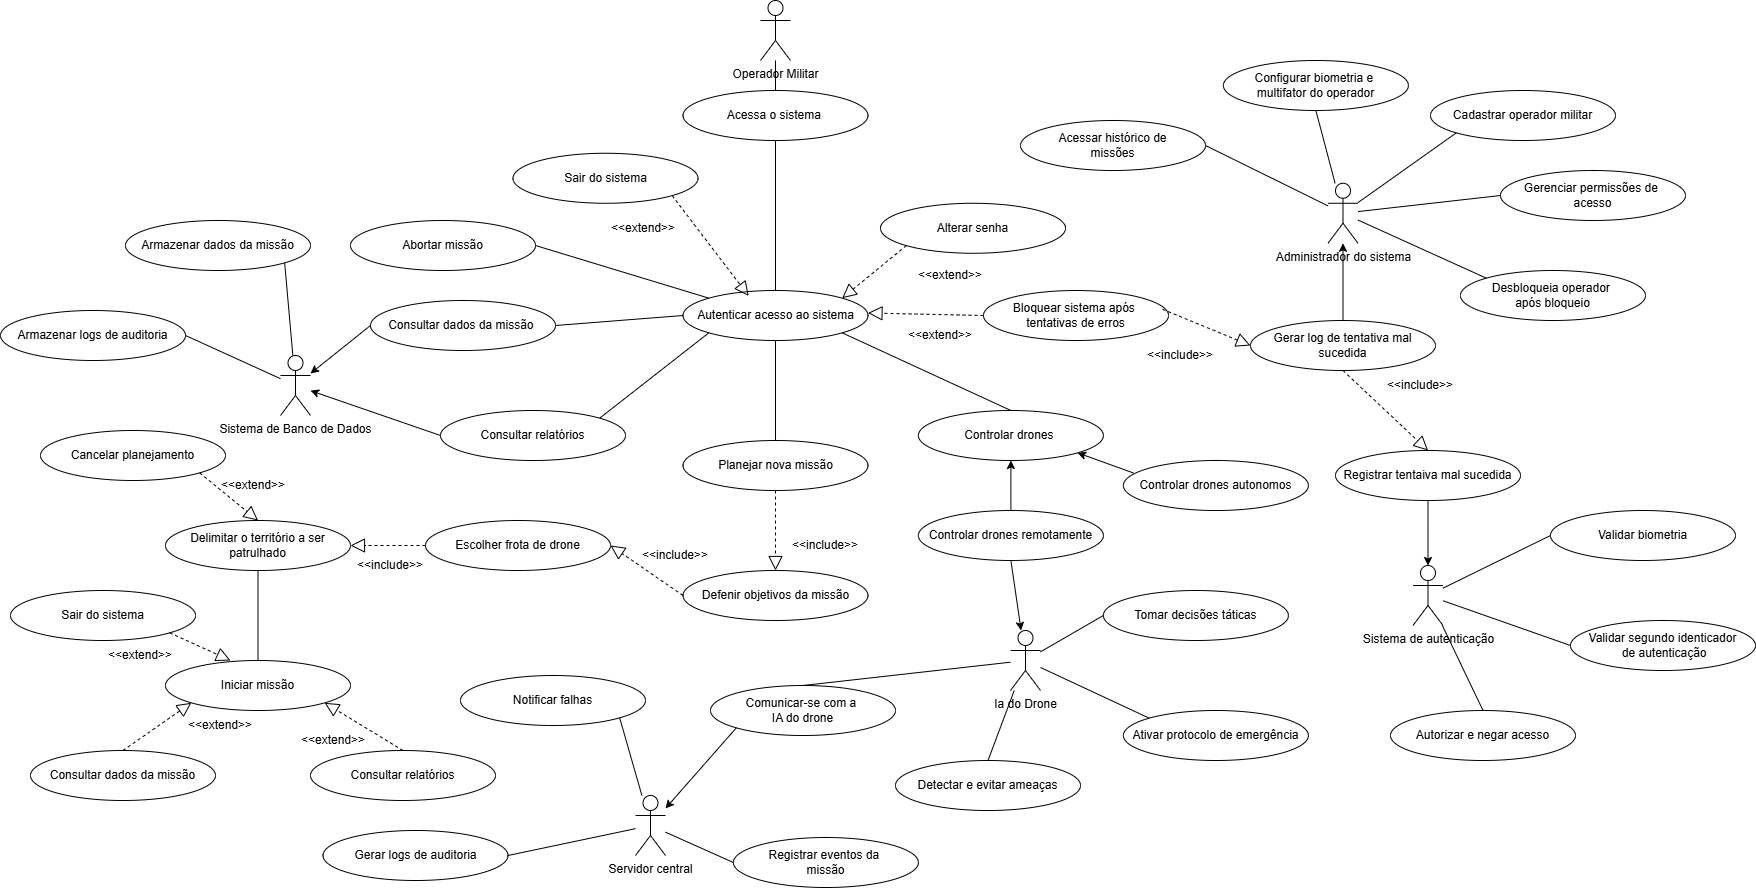 Operador Militar
Acessa o sistema
Configurar biometria e
multifator do operador
Cadastrar operador militar
Acessar histórico de
missões
Sair do sistema
Gerenciar permissões de
acesso
<<extend>>
Alterar senha
Armazenar dados da missão
Abortar missão
Administrador do sistema
<<extend>>
Desbloqueia operador
após bloqueio
Armazenar logs de auditoria
Consultar dados da missão
Autenticar acesso ao sistema
Bloquear sistema após
tentativas de erros
<<extend>>
Gerar log de tentativa mal
sucedida
<<include>>
<<include>>
Sistema de Banco de Dados
Consultar relatórios
Controlar drones
Cancelar planejamento
Planejar nova missão
Registrar tentaiva mal sucedida
<<extend>>
Controlar drones autonomos
Delimitar o território a ser
patrulhado
Escolher frota de drone
<<include>>
<<include>>
<<include>>
Controlar drones remotamente
Validar biometria
Defenir objetivos da missão
Sair do sistema
Tomar decisões táticas
<<extend>>
Sistema de autenticação
Validar segundo identicador
de autenticação
Iniciar missão
Notificar falhas
Comunicar-se com a
IA do drone
Ia do Drone
<<extend>>
<<extend>>
Ativar protocolo de emergência
Autorizar e negar acesso
Consultar dados da missão
Consultar relatórios
Detectar e evitar ameaças
Gerar logs de auditoria
Servidor central
Registrar eventos da
missão